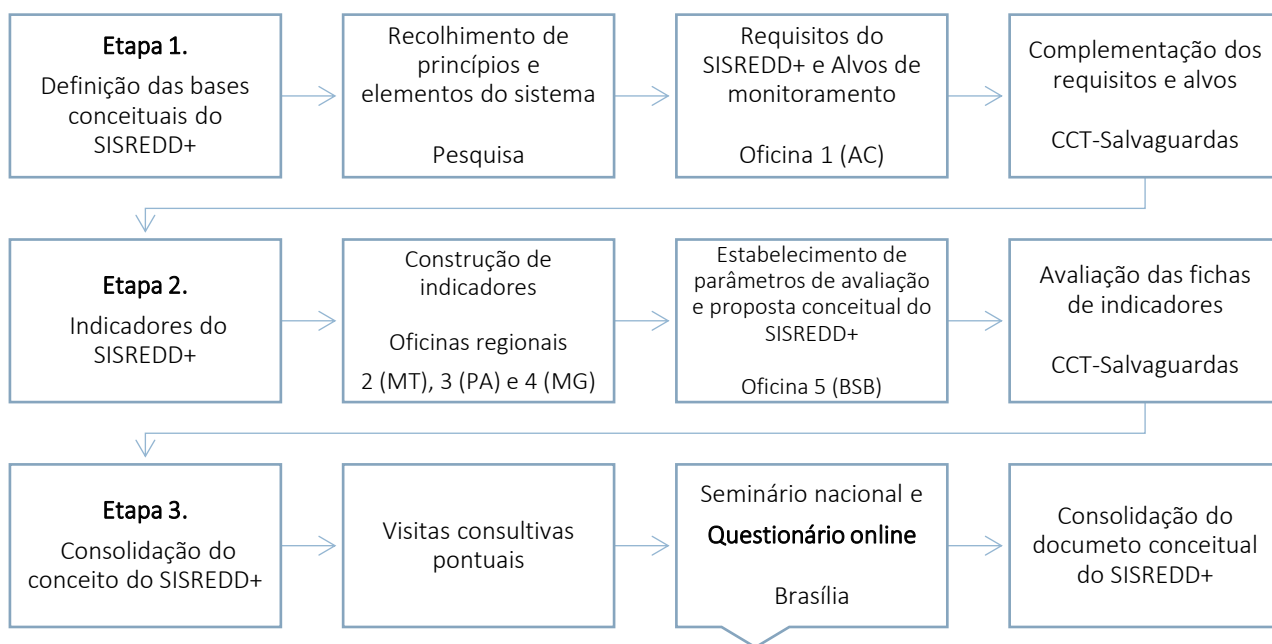 Etapa 1.
Definição das bases
conceituais do
SISREDD+
Recolhimento de
princípios e
elementos do sistema
Pesquisa
Requisitos do
SISREDD+ e Alvos de
monitoramento
Oficina 1 (AC)
Complementação dos
requisitos e alvos
CCT-Salvaguardas
Etapa 2.
Indicadores do
SISREDD+
Construção de
indicadores
Oficinas regionais
2 (MT), 3 (PA) e 4 (MG)
Estabelecimento de
parâmetros de avaliação
e proposta conceitual do
SISREDD+
Oficina 5 (BSB)
Avaliação das fichas
de indicadores
CCT-Salvaguardas
Etapa 3.
Consolidação do
conceito do SISREDD+
Visitas consultivas
pontuais
Seminário nacional e
Questionário online
Brasília
Consolidação do
documeto conceitual
do SISREDD+